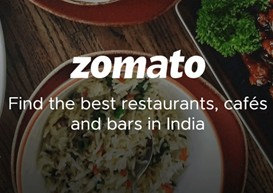 zomato
Find the best restaurants, cafés
and bars in India